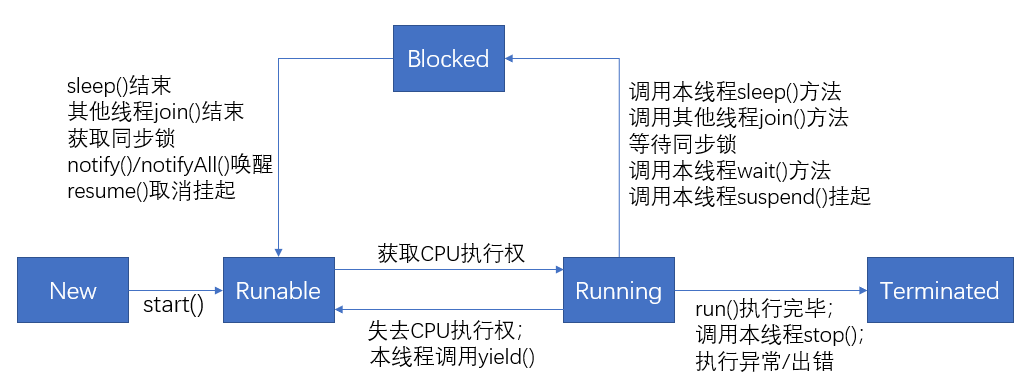 Blocked
sleep()结束
其他线程join()结束
获取同步锁
notify()/notifyAll()唤醒
resume()取消挂起
调用本线程sleep()方法
调用其他线程join()方法
等待同步锁
调用本线程wait()方法
调用本线程suspend()挂起
获取CPU执行权
New
start()
Runable
Running
Terminated
失去CPU执行权；
本线程调用yield()
run()执行完毕；
调用本线程stop()；
执行异常/出错